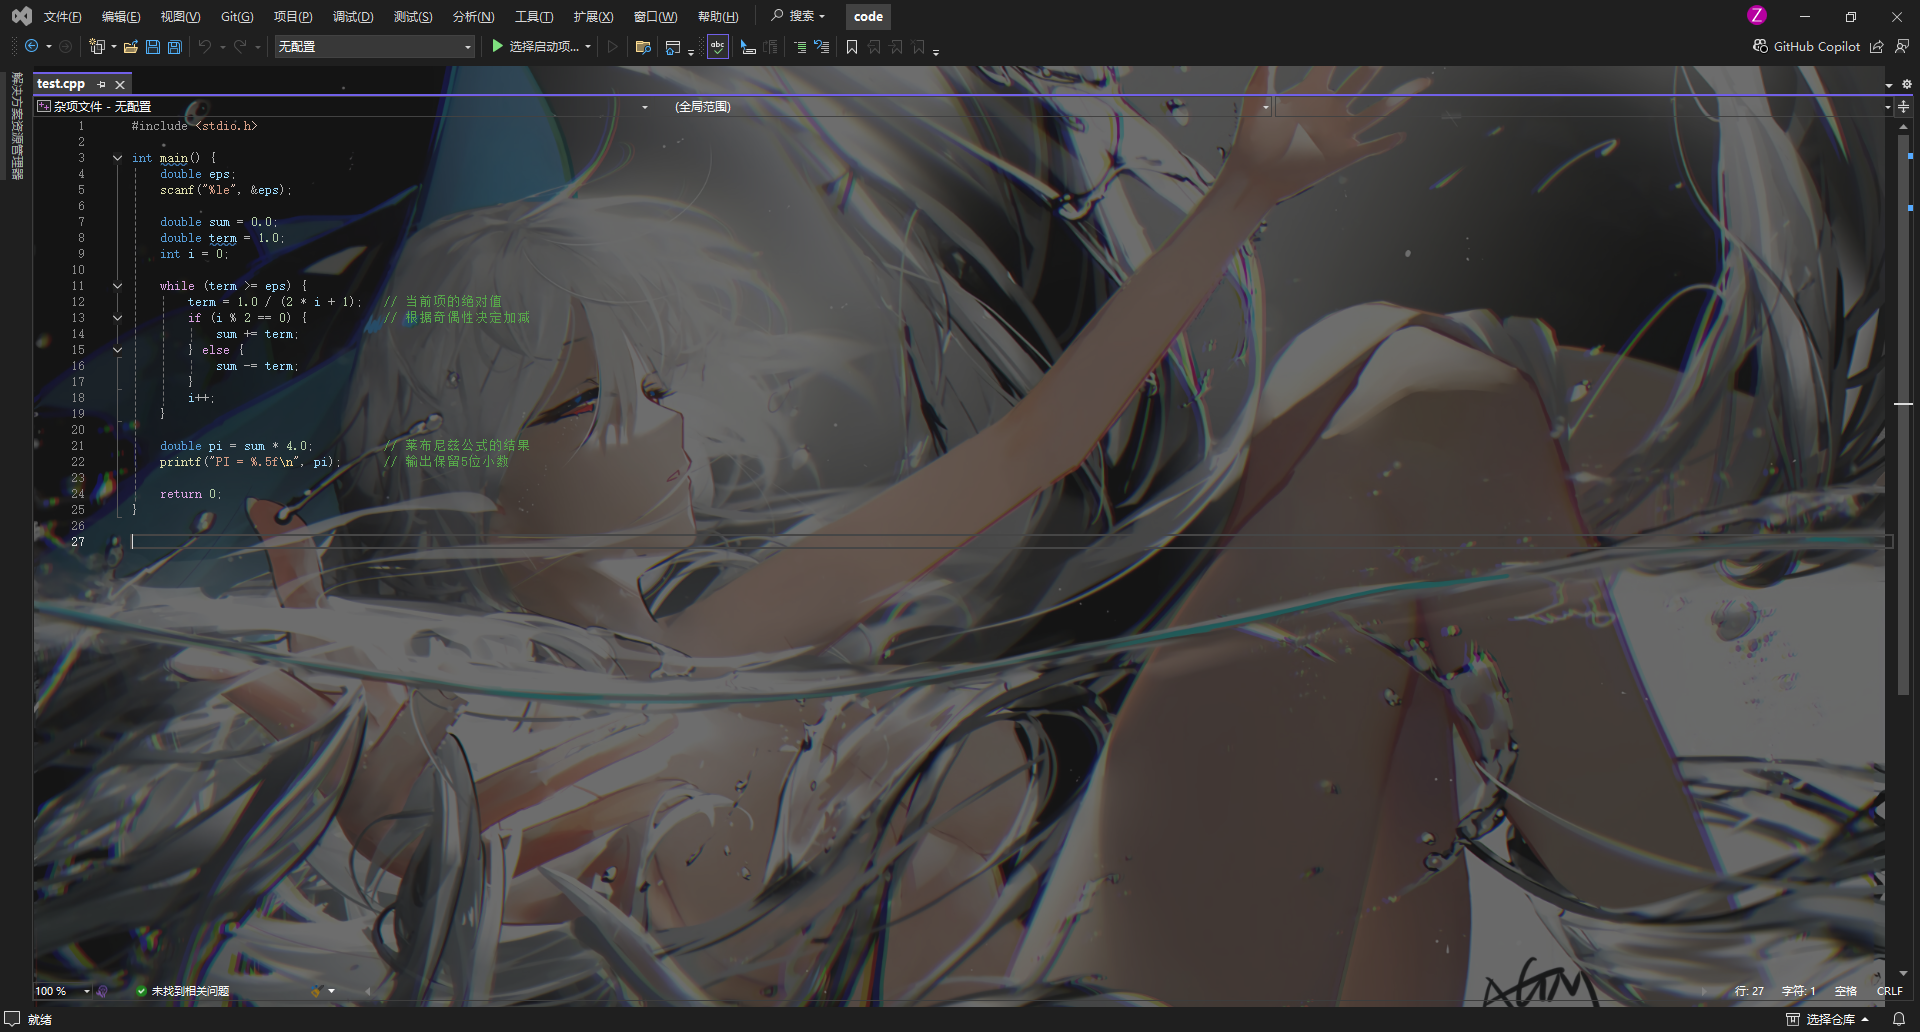 文件(F) 编辑(E) 视图(V) Git(G) 项目(P) 调试(D) 测试(S) 分析(N) 工具(T) 扩展(X) 窗口(W) 帮助(H) 搜索 code Z
无配置 选择启动项... abc GitHub Copilot
解决方案资源管理器
test.cpp
杂项文件 - 无配置 (全局范围)
1 #include <stdio.h>
2
3 int main() {
4 double eps;
5 scanf("%le", &eps);
6
7 double sum = 0.0;
8 double term = 1.0;
9 int i = 0;
10
11 while (term >= eps) {
12 term = 1.0 / (2 * i + 1); // 当前项的绝对值
13 if (i % 2 == 0) { // 根据奇偶性决定加减
14 sum += term;
15 } else {
16 sum -= term;
17 }
18 i++;
19 }
20
21 double pi = sum * 4.0; // 莱布尼兹公式的结果
22 printf("PI = %.5f\n", pi); // 输出保留5位小数
23
24 return 0;
25 }
26
27
100 % 未找到相关问题 行: 27 字符: 1 空格 CRLF
就绪 选择仓库